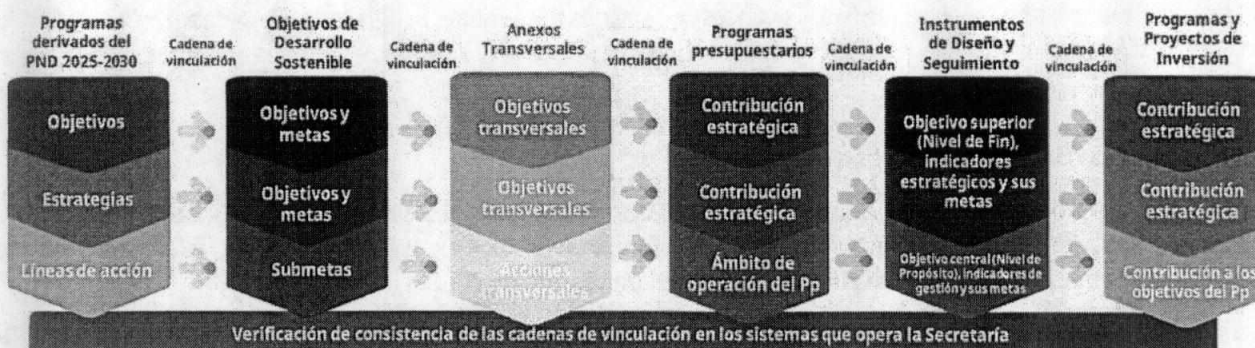 Programas
derivados del
PND 2025-2030
Cadena de
vinculación
Objetivos de
Desarrollo
Sostenible
Cadena de
vinculación
Anexos
Transversales
Cadena de
vinculación
Programas
presupuestarios
Cadena de
vinculación
Instrumentos
de Diseño y
Seguimiento
Cadena de
vinculación
Programas y
Proyectos de
Inversión
Objetivos
Estrategias
Líneas de acción
Objetivos y
metas
Objetivos y
metas
Submetas
Objetivos
transversales
Objetivos
transversales
Acciones
transversales
Contribución
estratégica
Contribución
estratégica
Ámbito de
operación del Pp
Objetivo superior
(Nivel de Fin),
indicadores
estratégicos y sus
metas
Objetivo central (Nivel de
Propósito), indicadores de
gestión y sus metas
Contribución
estratégica
Contribución
estratégica
Contribución a los
objetivos del Pp
Verificación de consistencia de las cadenas de vinculación en los sistemas que opera la Secretaría